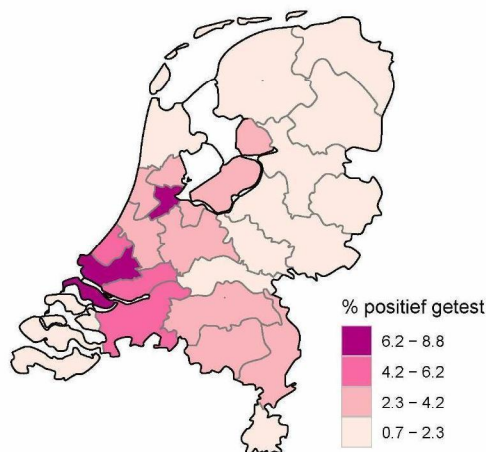 % positief getest
6.2 – 8.8
4.2 – 6.2
2.3 – 4.2
0.7 – 2.3